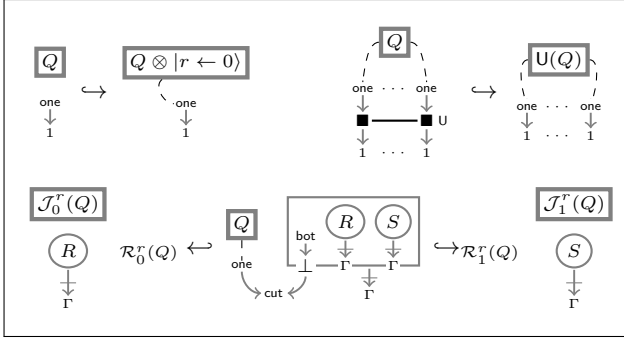 Q ↪ Q ⊗ |r ← 0⟩
one one
1 1
Q U(Q)
one · · · one ↪ one · · · one
U
1 · · · 1 1 · · · 1
𝒥₀ʳ(Q) Q R S 𝒥₁ʳ(Q)
R ℛ₀ʳ(Q) ↩ one bot ⊥ Γ Γ ↪ ℛ₁ʳ(Q) S
Γ cut Γ Γ